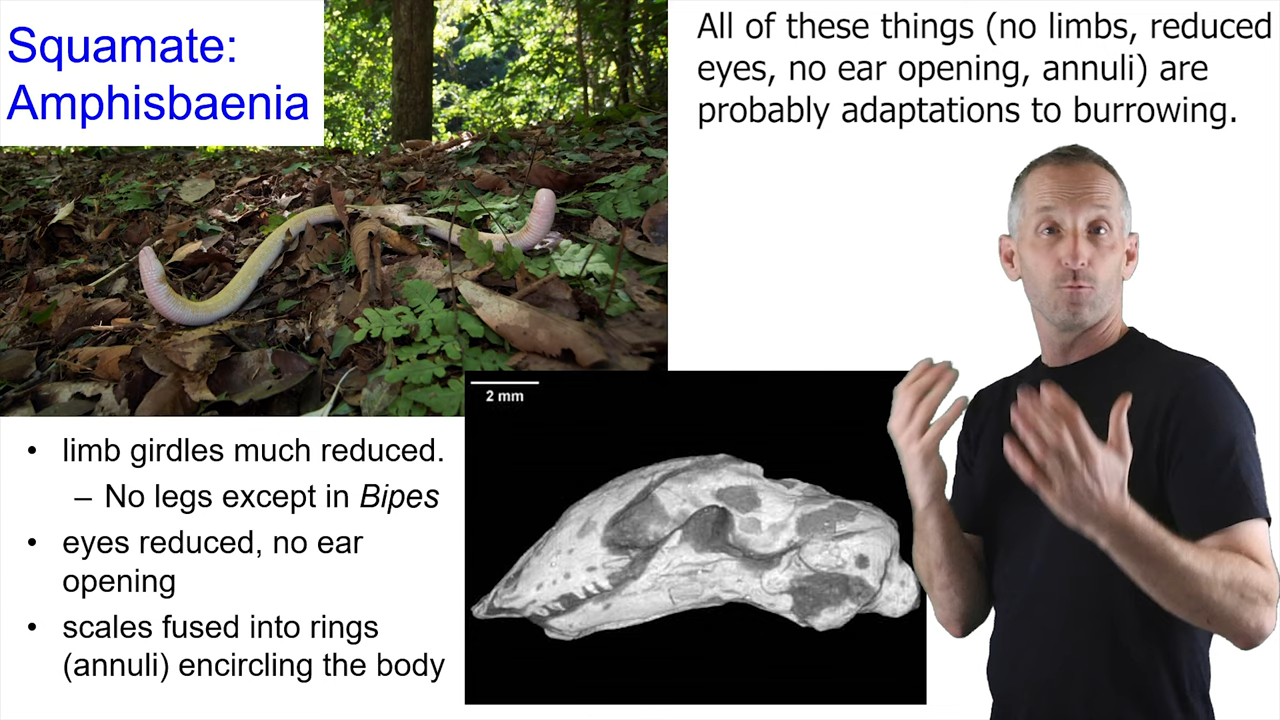 Squamate:
Amphisbaenia
All of these things (no limbs, reduced
eyes, no ear opening, annuli) are
probably adaptations to burrowing.
2 mm
• limb girdles much reduced.
– No legs except in Bipes
• eyes reduced, no ear
opening
• scales fused into rings
(annuli) encircling the body